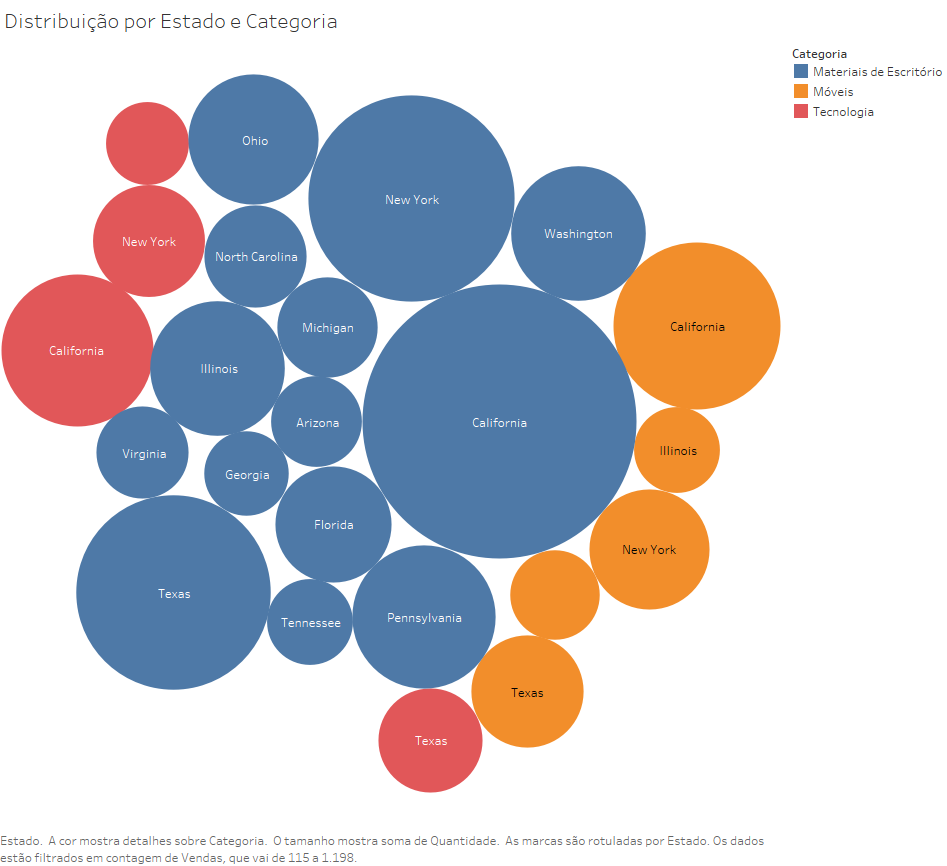 Distribuição por Estado e Categoria
Categoria
Materiais de Escritório
Móveis
Tecnologia
Ohio
New York
Washington
New York
North Carolina
California
Michigan
California
Illinois
Arizona
California
Virginia
Georgia
Illinois
Florida
New York
Texas
Tennessee
Pennsylvania
Texas
Texas
Estado.  A cor mostra detalhes sobre Categoria.  O tamanho mostra soma de Quantidade.  As marcas são rotuladas por Estado. Os dados
estão filtrados em contagem de Vendas, que vai de 115 a 1.198.